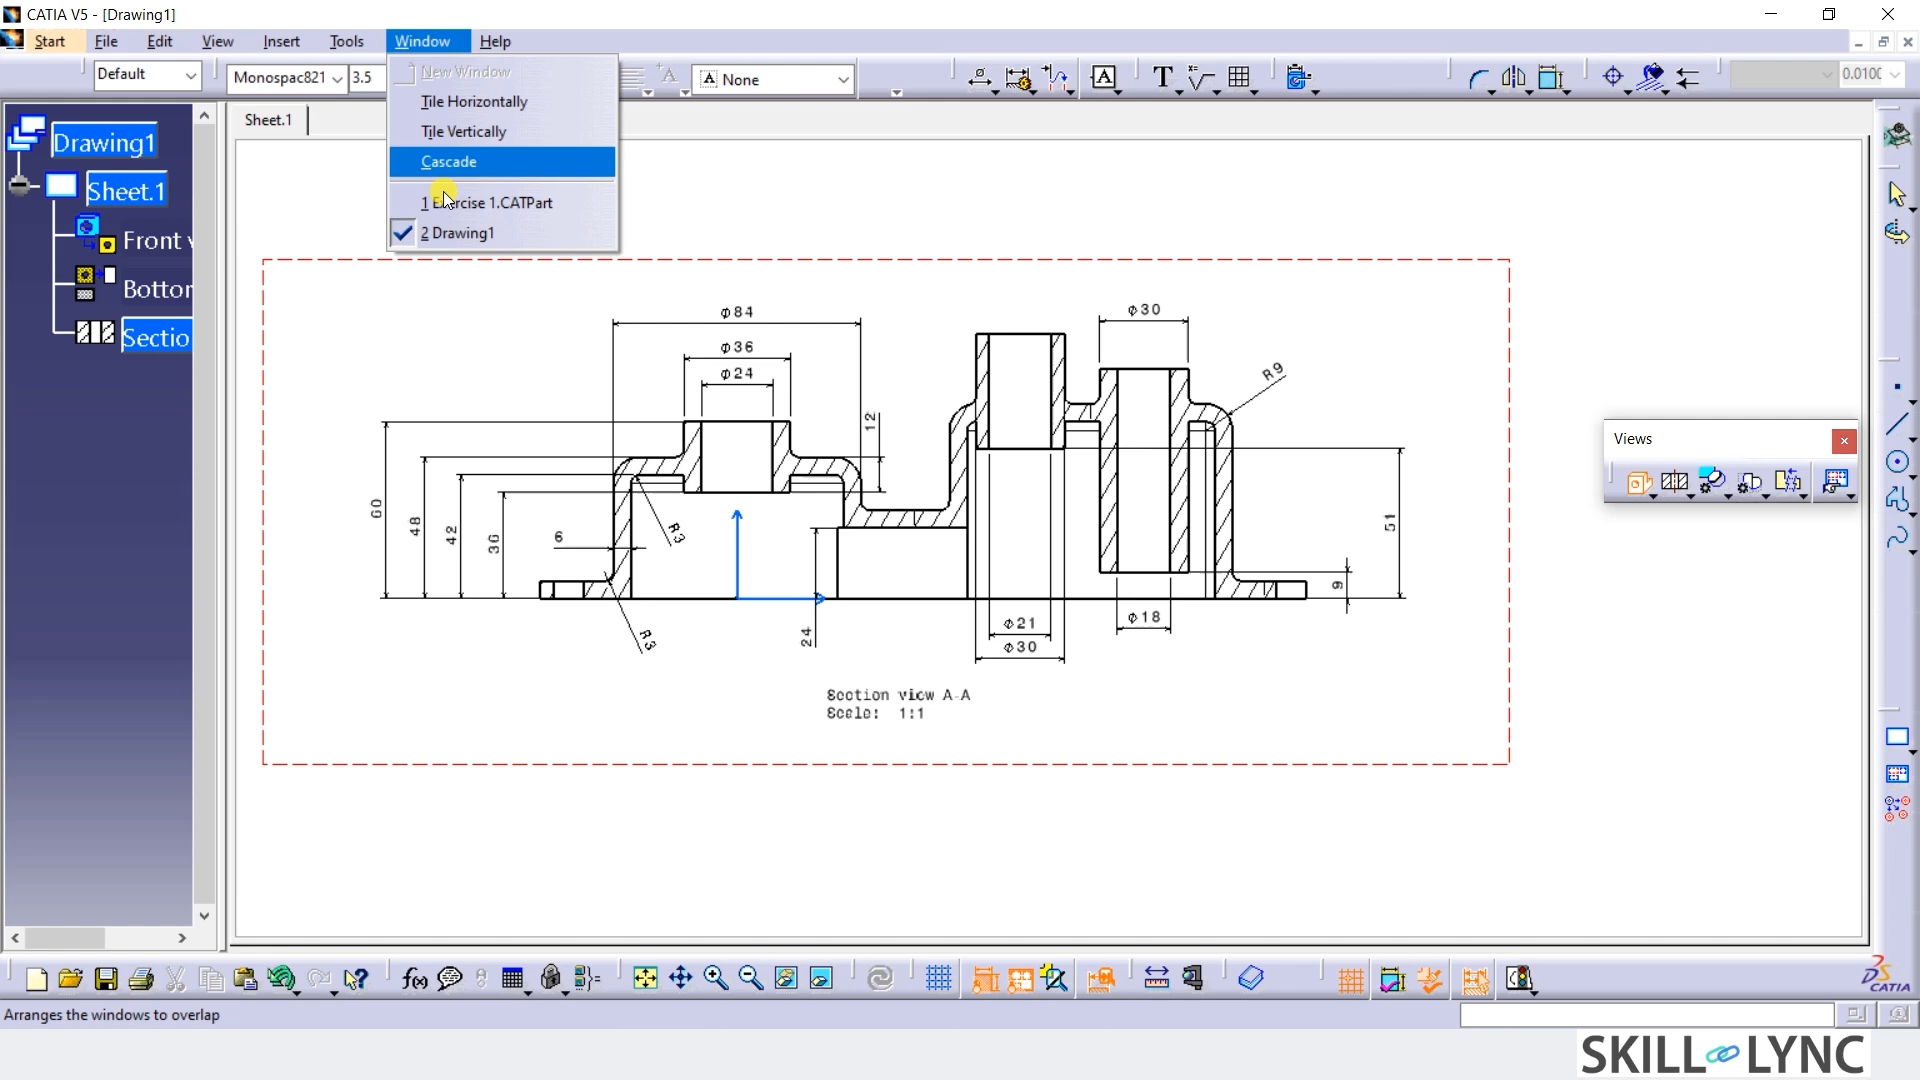 CATIA V5 - [Drawing1]
Start File Edit View Insert Tools Window Help
Default Monospac821 3.5 None 0.010
New Window
Tile Horizontally
Tile Vertically
Cascade
1 Exercise 1.CATPart
2 Drawing1
Sheet.1
Drawing1
Sheet.1
Front v
Bottor
Sectio
φ84
φ36
φ24
φ30
R9
12
60
48
42
36
6
R3
R3
24
φ21
φ30
φ18
9
51
Section view A-A
Scale: 1:1
Views
CATIA
Arranges the windows to overlap
SKILL LYNC